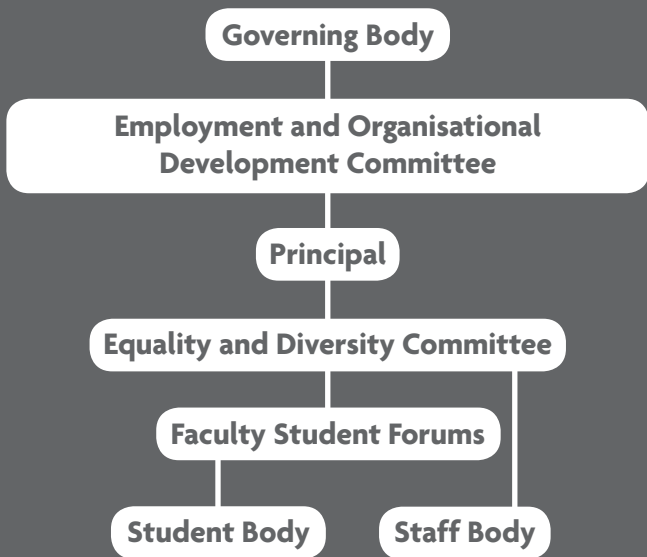 Governing Body
Employment and Organisational
Development Committee
Principal
Equality and Diversity Committee
Faculty Student Forums
Student Body
Staff Body